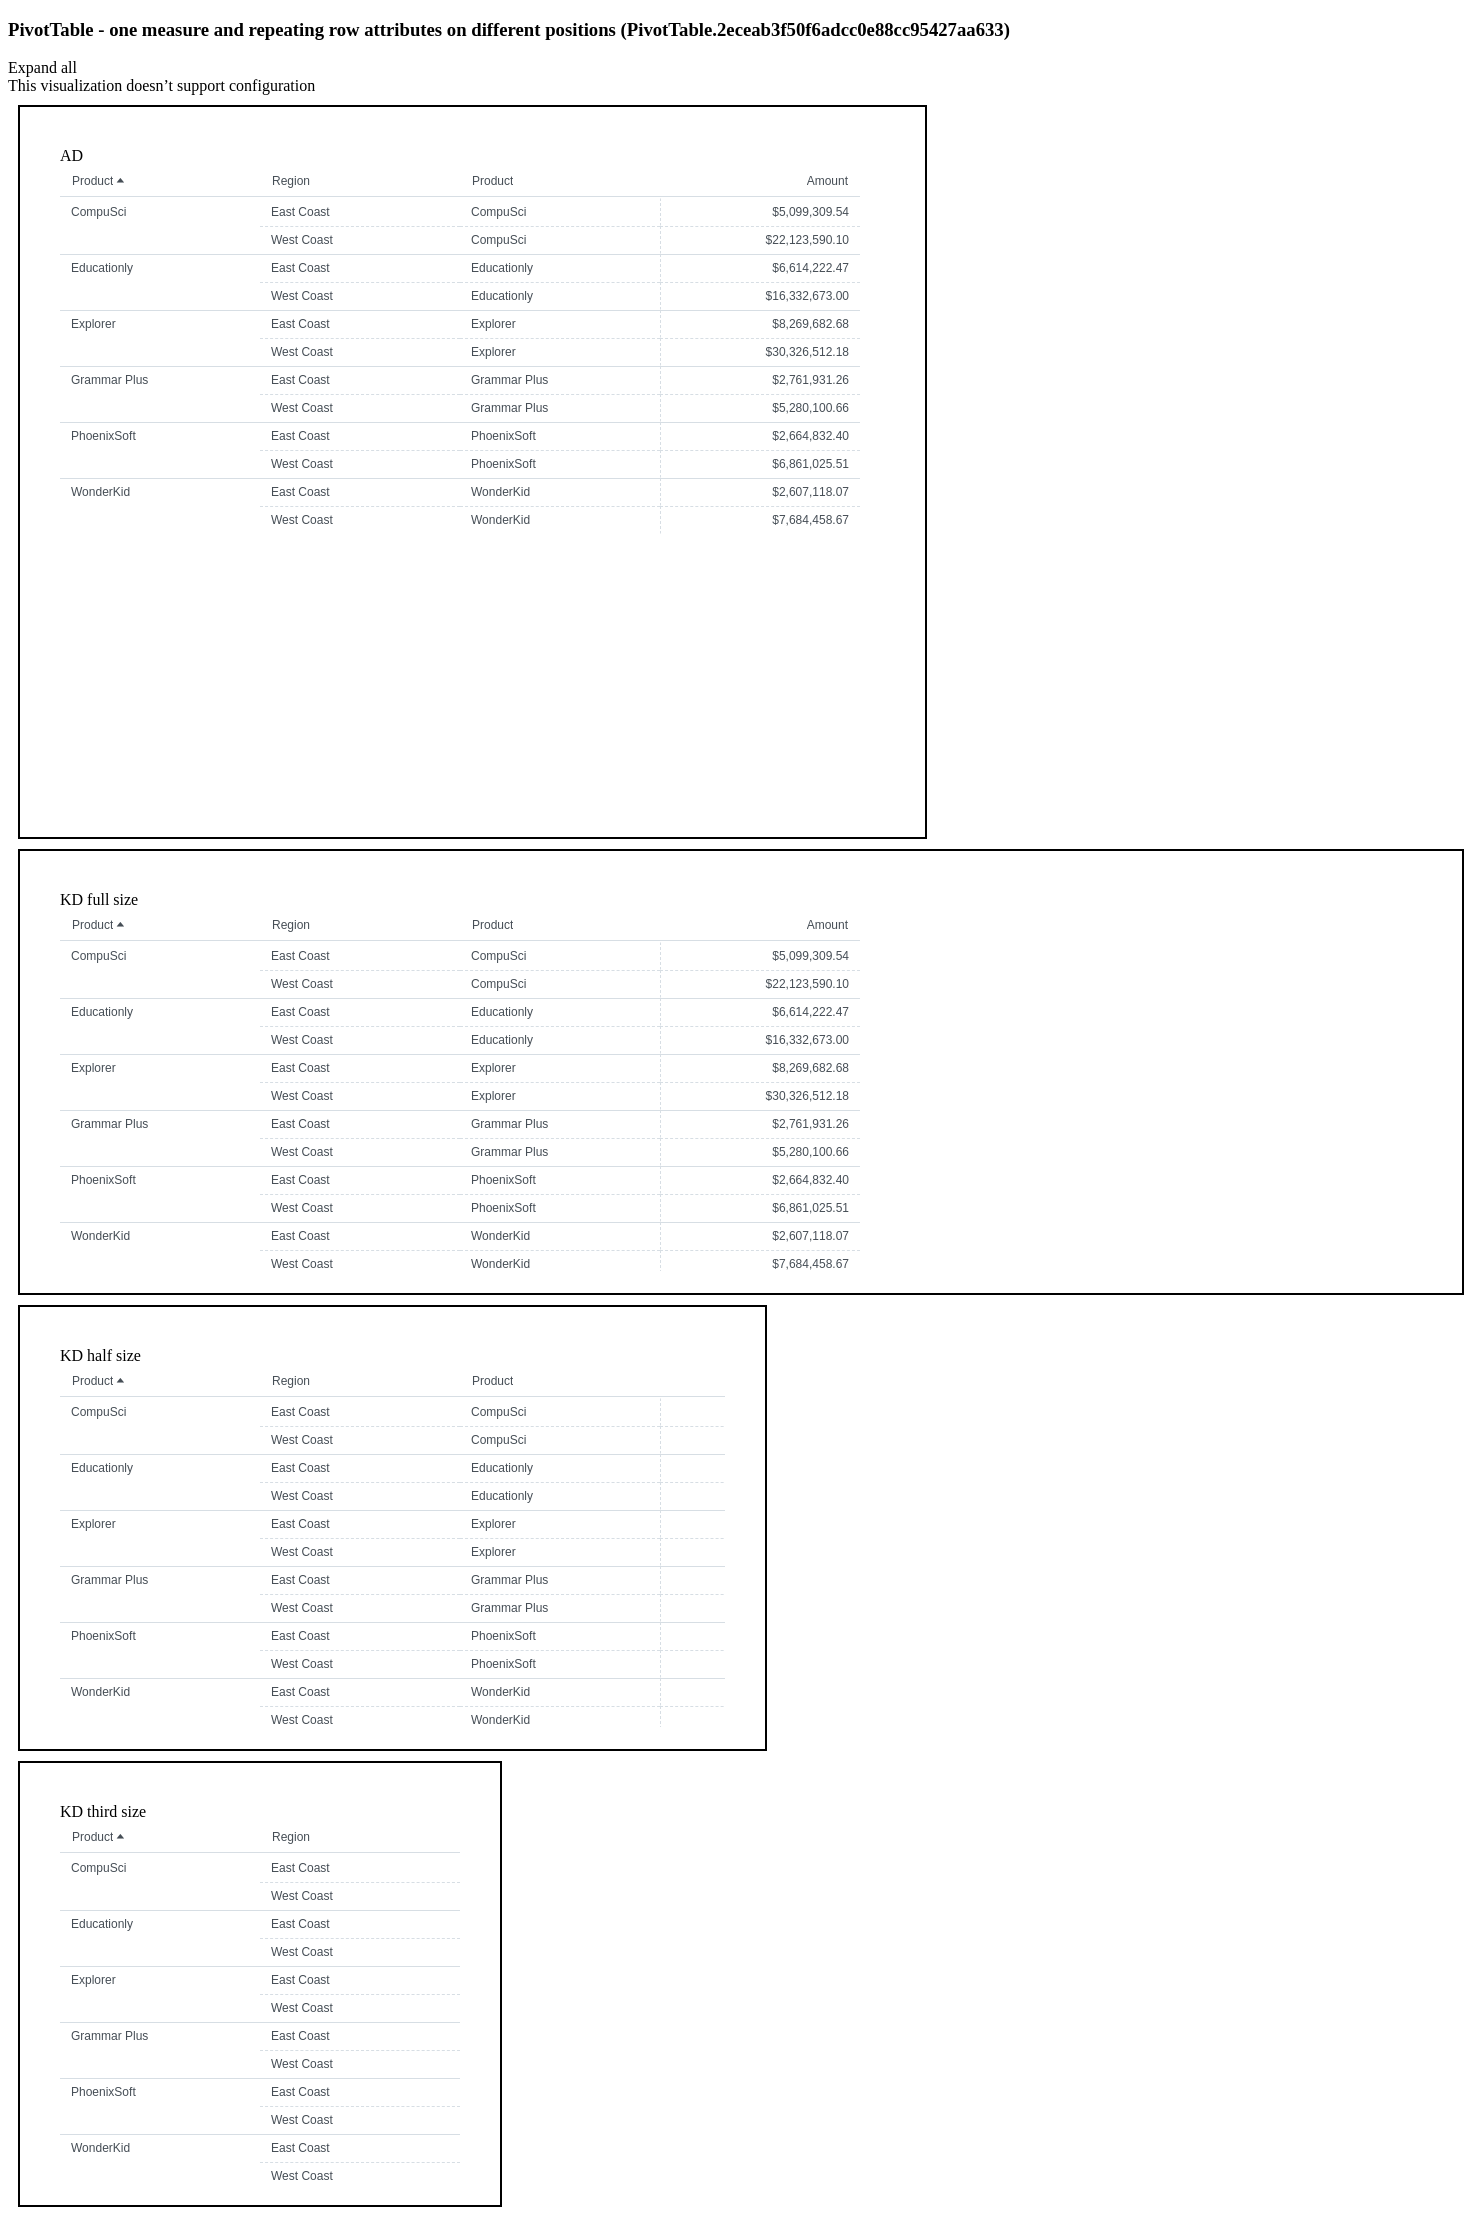 PivotTable - one measure and repeating row attributes on different positions (PivotTable.2eceab3f50f6adcc0e88cc95427aa633)
Expand all
This visualization doesn’t support configuration
AD
Product Region Product Amount
CompuSci East Coast CompuSci $5,099,309.54
West Coast CompuSci $22,123,590.10
Educationly East Coast Educationly $6,614,222.47
West Coast Educationly $16,332,673.00
Explorer East Coast Explorer $8,269,682.68
West Coast Explorer $30,326,512.18
Grammar Plus East Coast Grammar Plus $2,761,931.26
West Coast Grammar Plus $5,280,100.66
PhoenixSoft East Coast PhoenixSoft $2,664,832.40
West Coast PhoenixSoft $6,861,025.51
WonderKid East Coast WonderKid $2,607,118.07
West Coast WonderKid $7,684,458.67
KD full size
Product Region Product Amount
CompuSci East Coast CompuSci $5,099,309.54
West Coast CompuSci $22,123,590.10
Educationly East Coast Educationly $6,614,222.47
West Coast Educationly $16,332,673.00
Explorer East Coast Explorer $8,269,682.68
West Coast Explorer $30,326,512.18
Grammar Plus East Coast Grammar Plus $2,761,931.26
West Coast Grammar Plus $5,280,100.66
PhoenixSoft East Coast PhoenixSoft $2,664,832.40
West Coast PhoenixSoft $6,861,025.51
WonderKid East Coast WonderKid $2,607,118.07
West Coast WonderKid $7,684,458.67
KD half size
Product Region Product
CompuSci East Coast CompuSci
West Coast CompuSci
Educationly East Coast Educationly
West Coast Educationly
Explorer East Coast Explorer
West Coast Explorer
Grammar Plus East Coast Grammar Plus
West Coast Grammar Plus
PhoenixSoft East Coast PhoenixSoft
West Coast PhoenixSoft
WonderKid East Coast WonderKid
West Coast WonderKid
KD third size
Product Region
CompuSci East Coast
West Coast
Educationly East Coast
West Coast
Explorer East Coast
West Coast
Grammar Plus East Coast
West Coast
PhoenixSoft East Coast
West Coast
WonderKid East Coast
West Coast